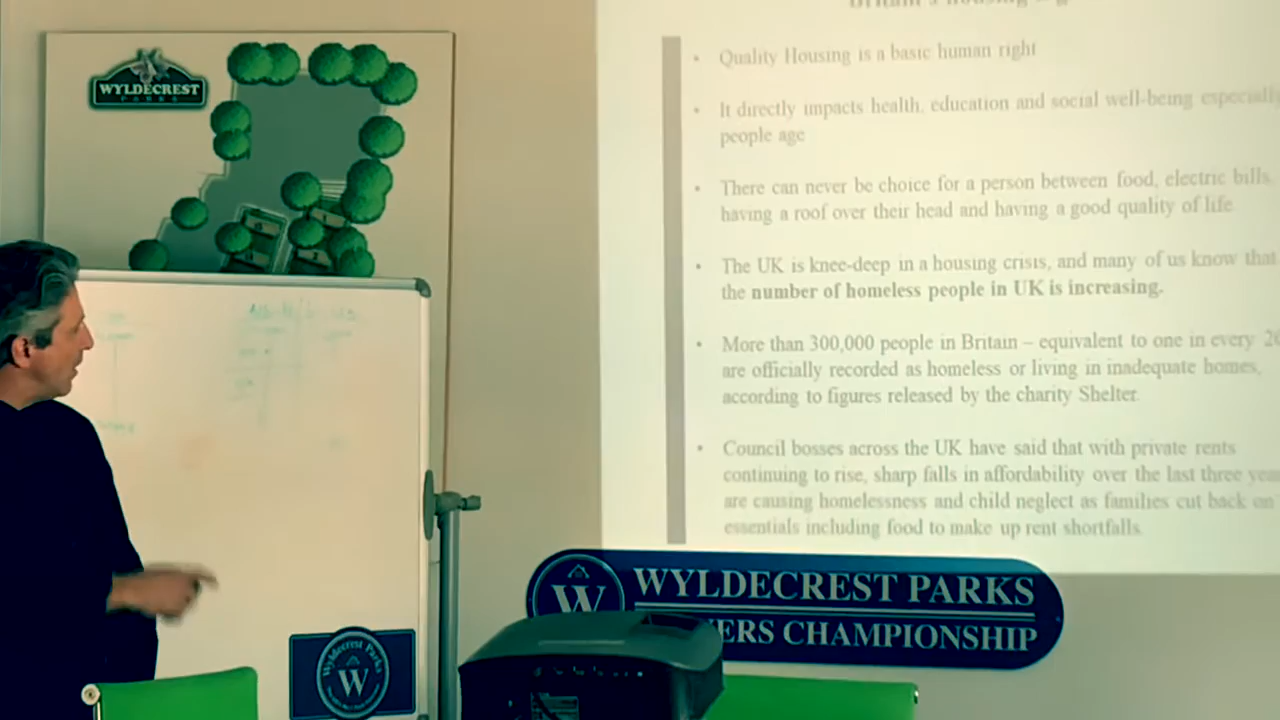 WYLDECREST
PARKS
Quality Housing is a basic human right
It directly impacts health, education and social well-being especially
people age
There can never be choice for a person between food, electric bills,
having a roof over their head and having a good quality of life
The UK is knee-deep in a housing crisis, and many of us know that
the number of homeless people in UK is increasing.
More than 300,000 people in Britain – equivalent to one in every 20
are officially recorded as homeless or living in inadequate homes,
according to figures released by the charity Shelter.
Council bosses across the UK have said that with private rents
continuing to rise, sharp falls in affordability over the last three
are causing homelessness and child neglect as families cut back on
essentials including food to make up rent shortfalls.
W WYLDECREST PARKS
ERS CHAMPIONSHIP
Wyldecrest Parks
W